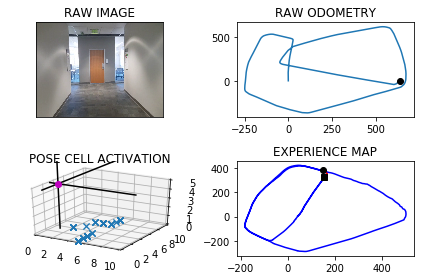 RAW IMAGE
RAW ODOMETRY
500
0
-250 0 250 500
POSE CELL ACTIVATION
5
4
3
2
1
0
0 2 4 6 8 10
0 2 4 6 8 10
EXPERIENCE MAP
400
200
0
-200
-200 0 200 400